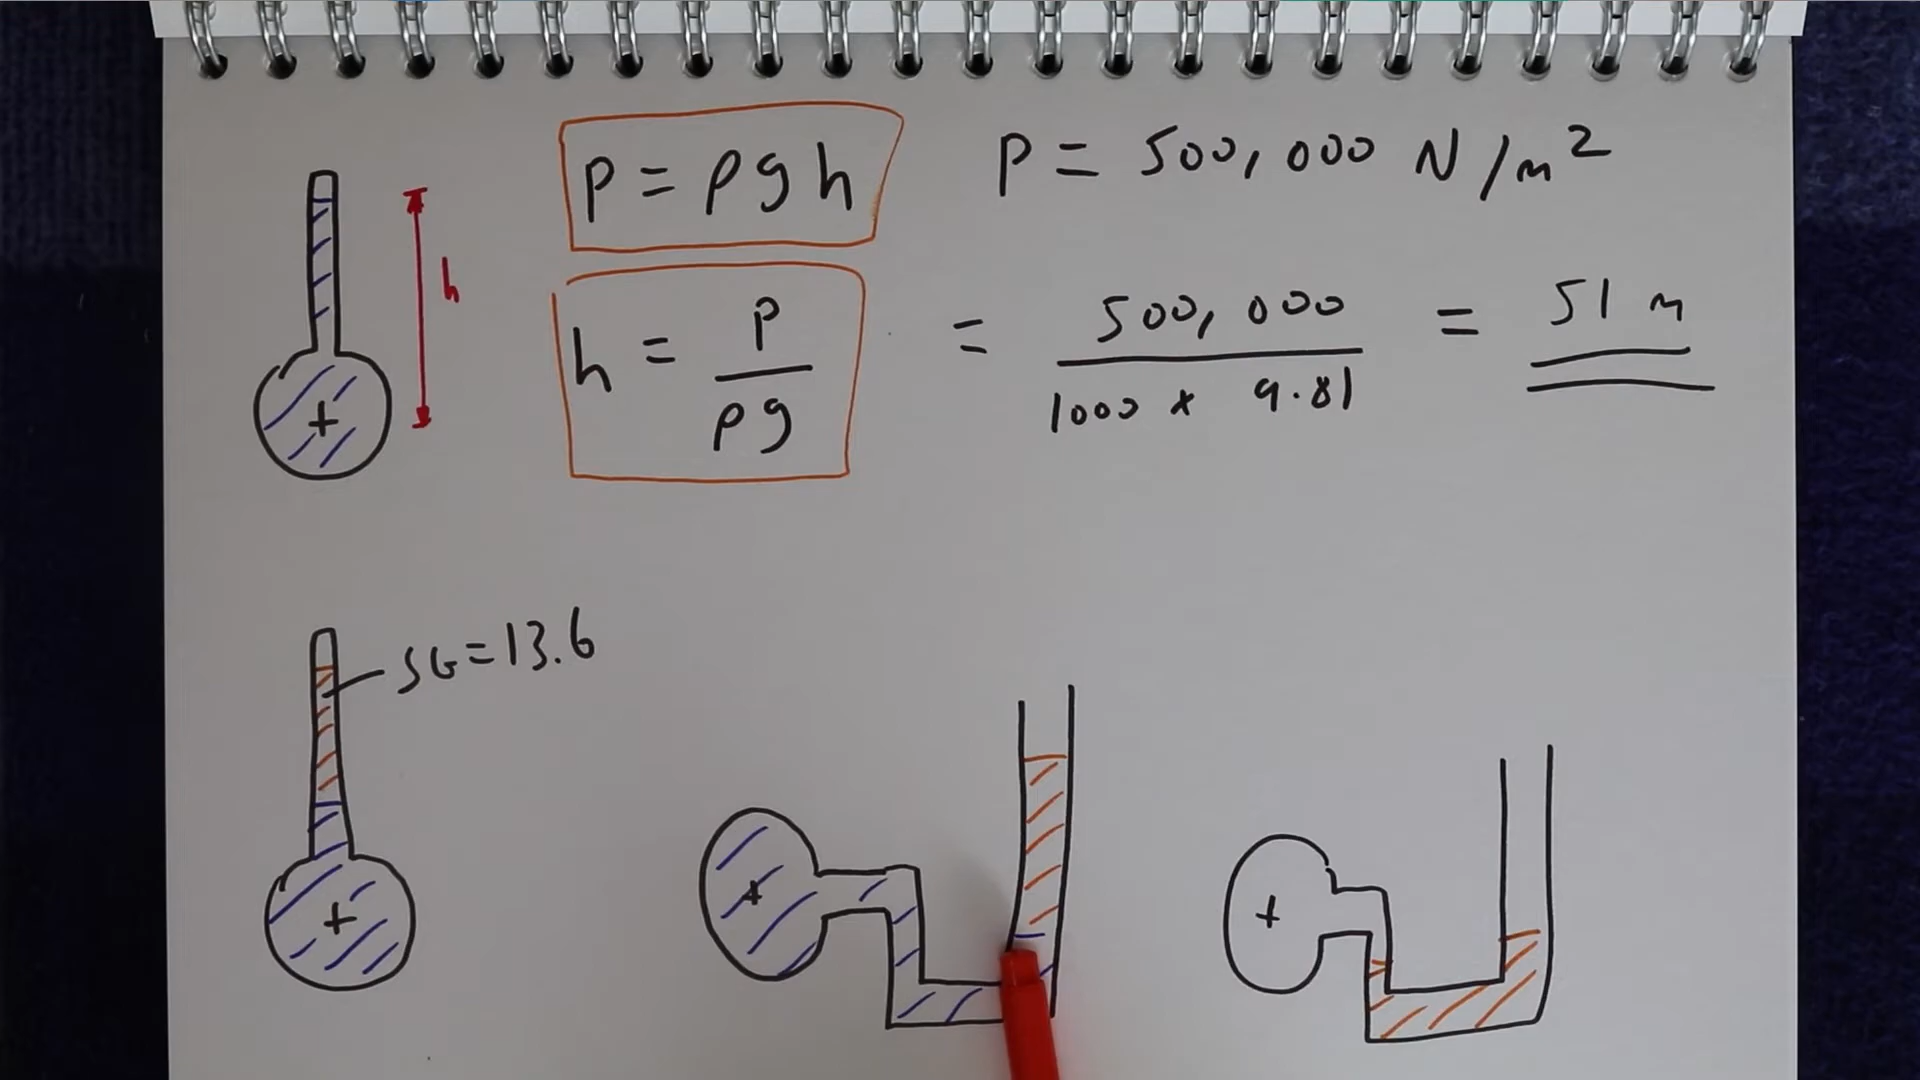 P = ρgh
P = 500,000 N/m²
h
h = P/ρg = 500,000/1000 × 9.81 = 51 m
+
SG = 13.6
+
+
+